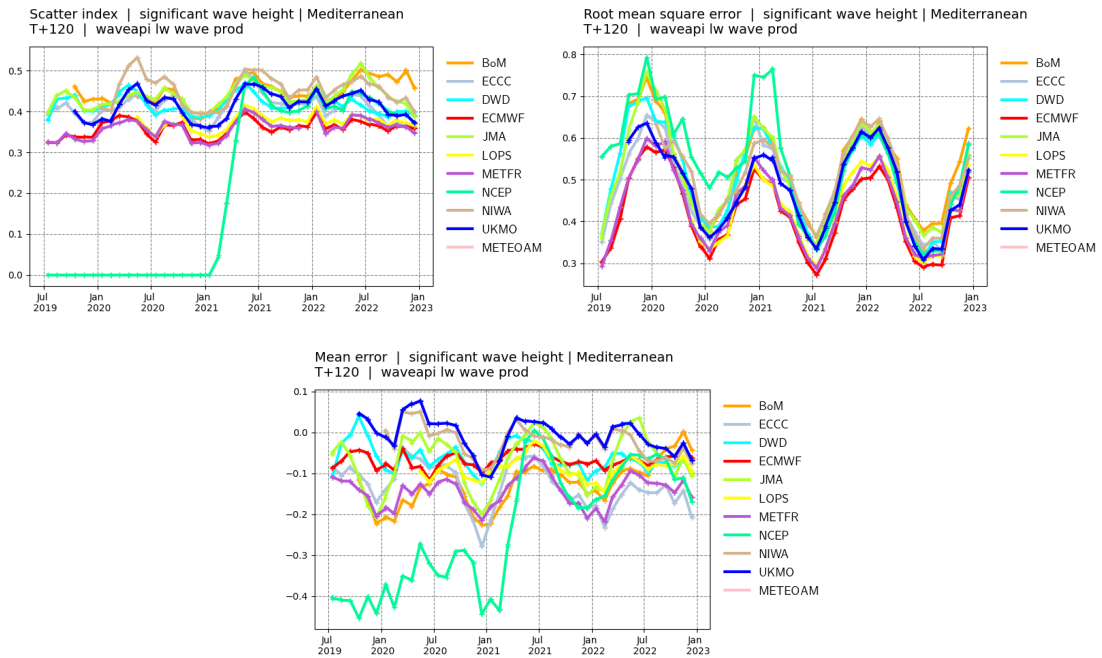 Scatter index  |  significant wave height | Mediterranean
T+120  |  waveapi lw wave prod
0.5
0.4
0.3
0.2
0.1
0.0
Jul 2019
Jan 2020
Jul 2020
Jan 2021
Jul 2021
Jan 2022
Jul 2022
Jan 2023
BoM
ECCC
DWD
ECMWF
JMA
LOPS
METFR
NCEP
NIWA
UKMO
METEOAM
Root mean square error  |  significant wave height | Mediterranean
T+120  |  waveapi lw wave prod
0.8
0.7
0.6
0.5
0.4
0.3
Jul 2019
Jan 2020
Jul 2020
Jan 2021
Jul 2021
Jan 2022
Jul 2022
Jan 2023
BoM
ECCC
DWD
ECMWF
JMA
LOPS
METFR
NCEP
NIWA
UKMO
METEOAM
Mean error  |  significant wave height | Mediterranean
T+120  |  waveapi lw wave prod
0.1
0.0
−0.1
−0.2
−0.3
−0.4
Jul 2019
Jan 2020
Jul 2020
Jan 2021
Jul 2021
Jan 2022
Jul 2022
Jan 2023
BoM
ECCC
DWD
ECMWF
JMA
LOPS
METFR
NCEP
NIWA
UKMO
METEOAM